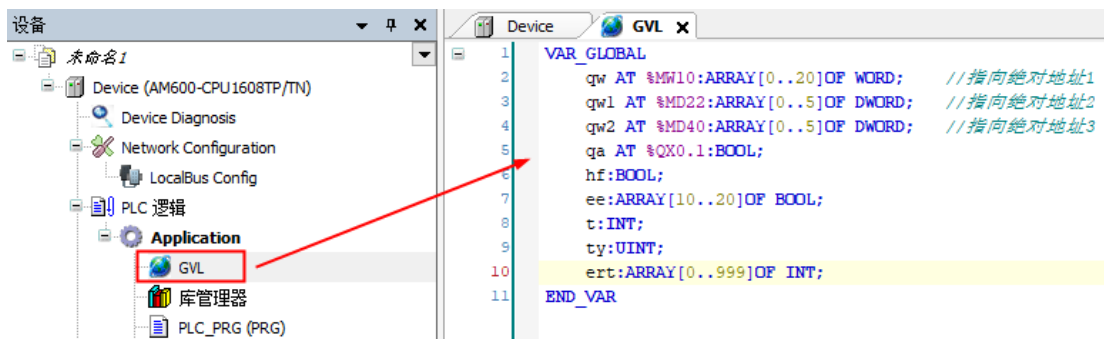 设备
未命名1
Device (AM600-CPU1608TP/TN)
Device Diagnosis
Network Configuration
LocalBus Config
PLC 逻辑
Application
GVL
库管理器
PLC_PRG (PRG)
Device
GVL
1 VAR_GLOBAL
2 qw AT %MW10:ARRAY[0..20]OF WORD; //指向绝对地址1
3 qw1 AT %MD22:ARRAY[0..5]OF DWORD; //指向绝对地址2
4 qw2 AT %MD40:ARRAY[0..5]OF DWORD; //指向绝对地址3
5 qa AT %QX0.1:BOOL;
6 hf:BOOL;
7 ee:ARRAY[10..20]OF BOOL;
8 t:INT;
9 ty:UINT;
10 ert:ARRAY[0..999]OF INT;
11 END_VAR